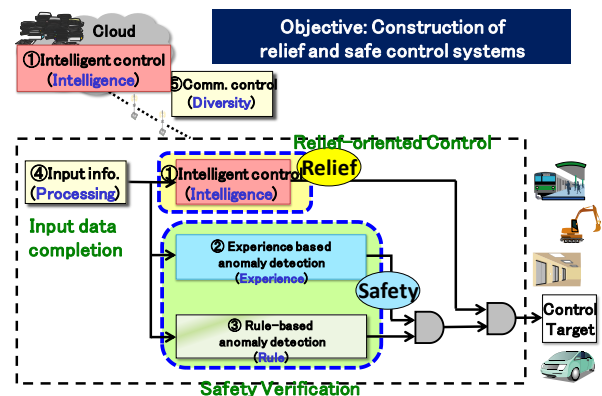 Objective: Construction of
relief and safe control systems
Cloud
①Intelligent control
(Intelligence)
⑤Comm. control
(Diversity)
Relief-oriented Control
④Input info.
(Processing)
①Intelligent control
(Intelligence)
Relief
Input data
completion
② Experience based
anomaly detection
(Experience)
Safety
③ Rule-based
anomaly detection
(Rule)
Control
Target
Safety Verification